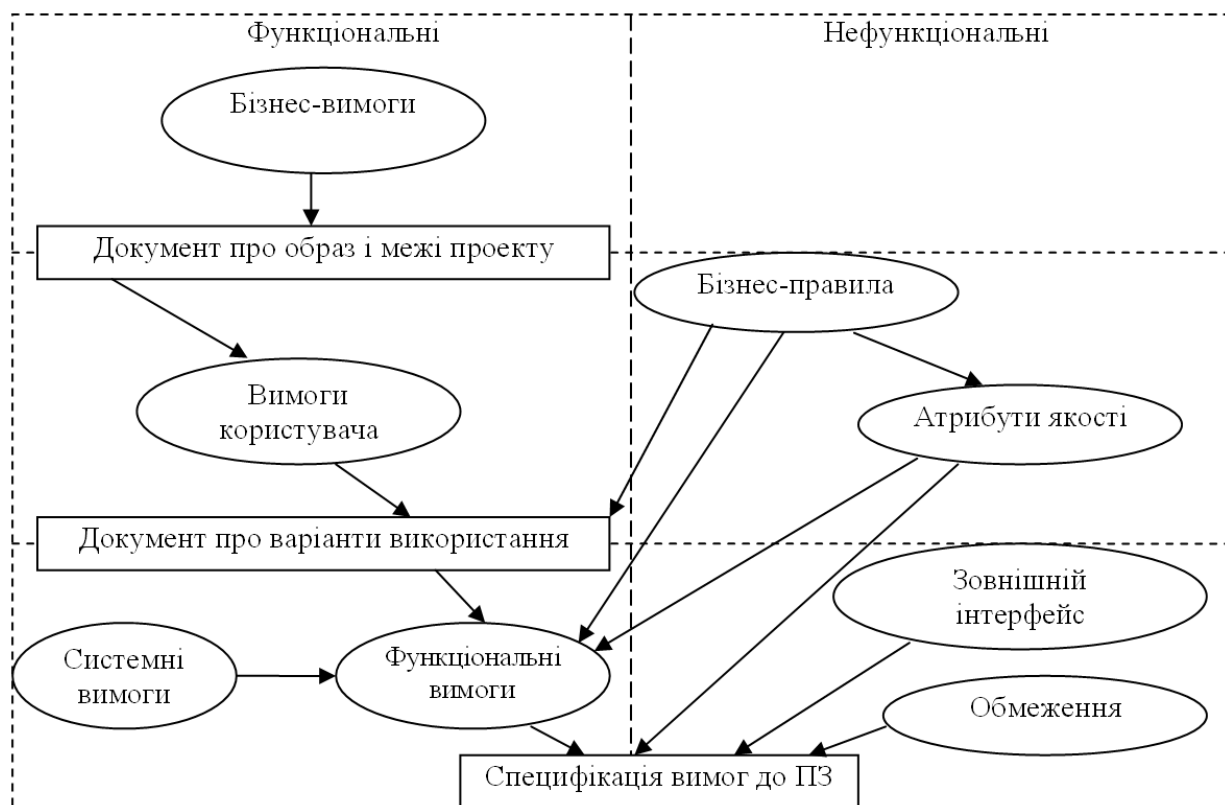 Функціональні
Нефункціональні
Бізнес-вимоги
Документ про образ і межі проекту
Бізнес-правила
Вимоги
користувача
Атрибути якості
Документ про варіанти використання
Зовнішній
інтерфейс
Системні
вимоги
Функціональні
вимоги
Обмеження
Специфікація вимог до ПЗ